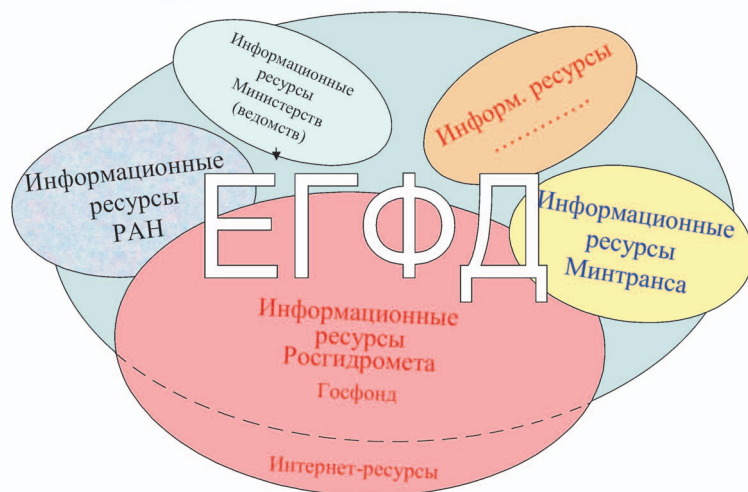 Информационные
ресурсы
Министерств
(ведомств)
Информ. ресурсы
.............
Информационные
ресурсы
РАН
ЕГФД
Информационные
ресурсы
Минтранса
Информационные
ресурсы
Росгидромета
Госфонд
Интернет-ресурсы